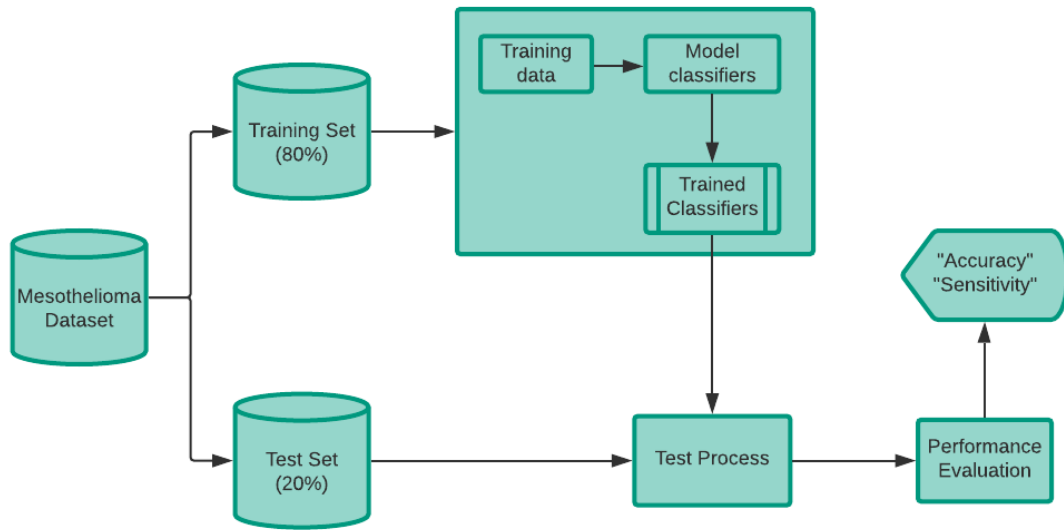 Training
data
Model
classifiers
Training Set
(80%)
Trained
Classifiers
Mesothelioma
Dataset
"Accuracy"
"Sensitivity"
Test Set
(20%)
Test Process
Performance
Evaluation